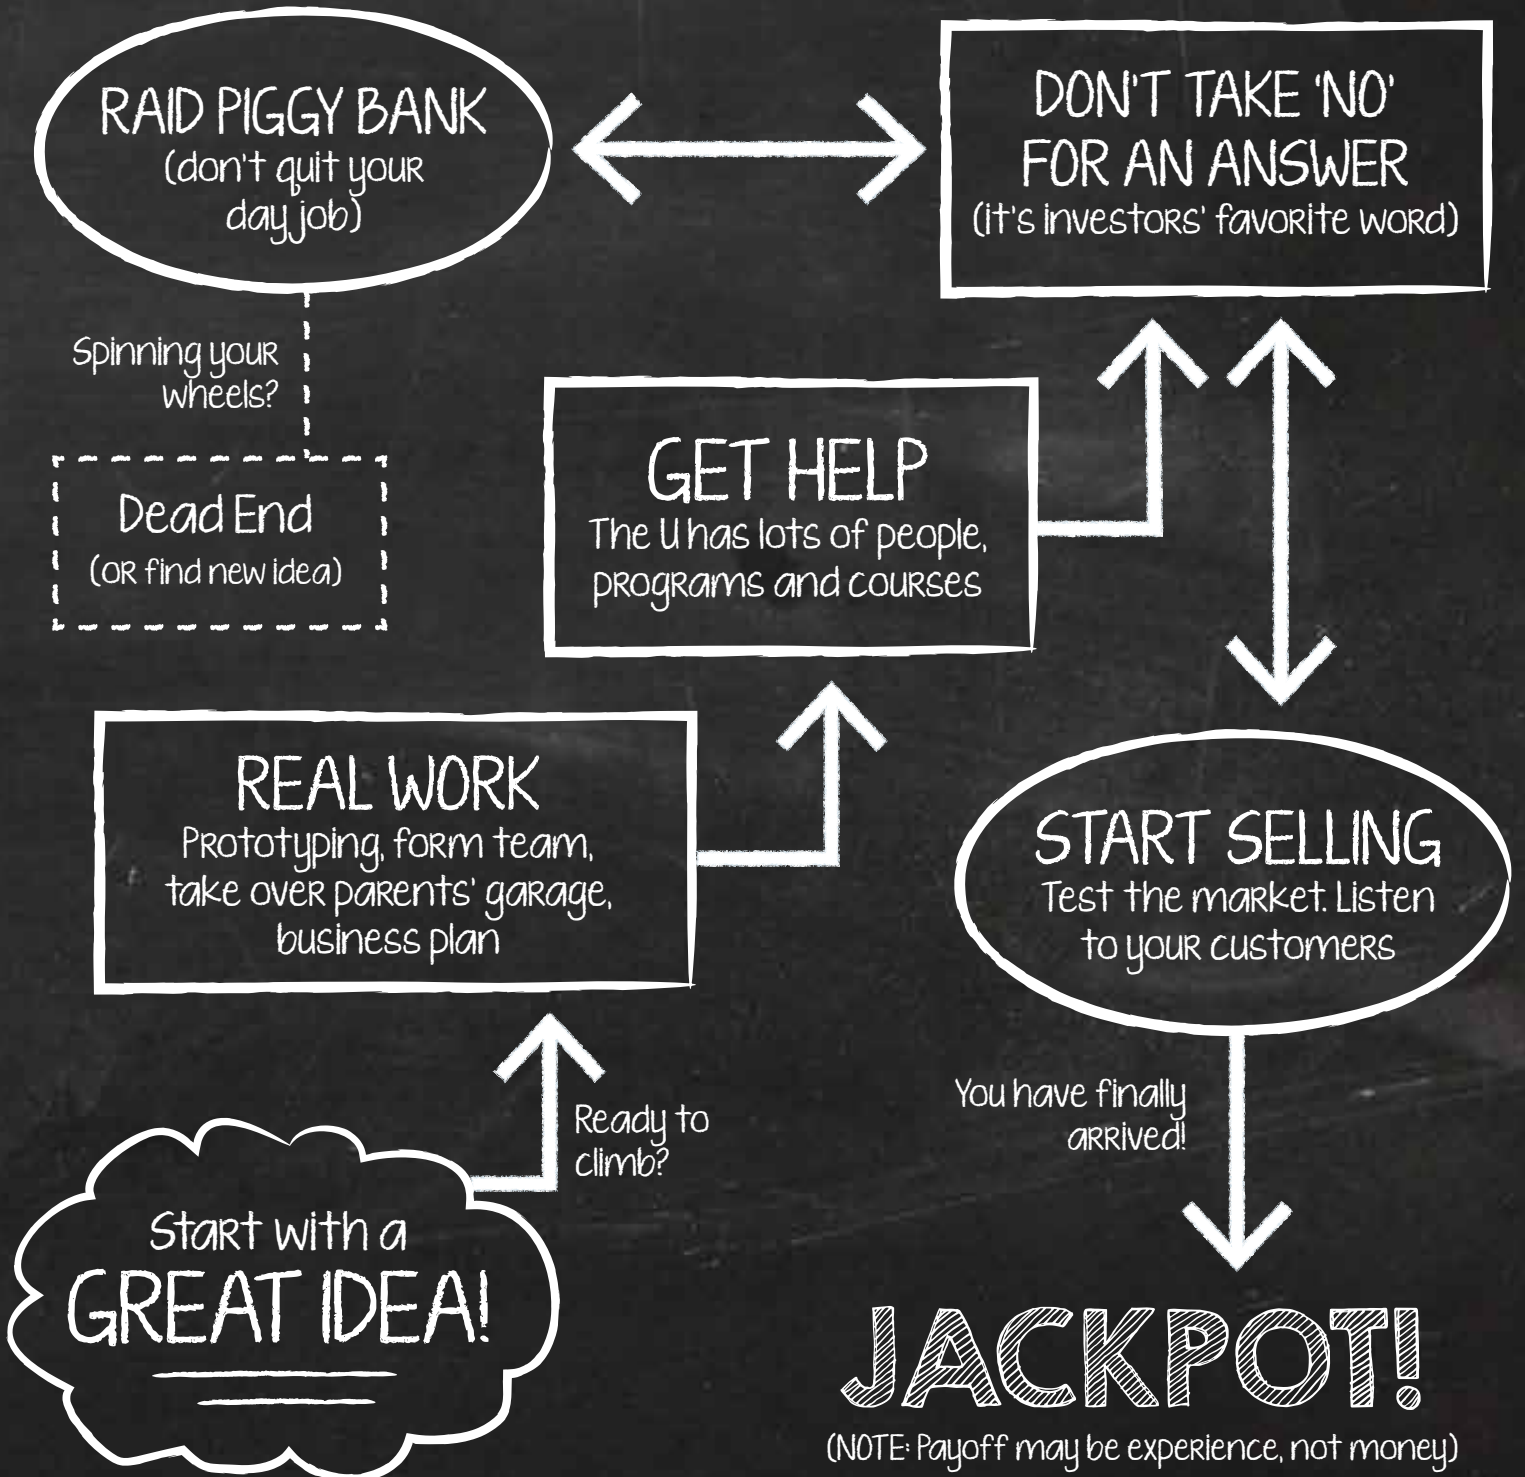 RAID PIGGY BANK
(don't quit your
day job)
DON'T TAKE 'NO'
FOR AN ANSWER
(it's investors' favorite word)
Spinning your
wheels?
Dead End
(or find new idea)
GET HELP
The U has lots of people,
programs and courses
REAL WORK
Prototyping, form team,
take over parents' garage,
business plan
START SELLING
Test the market. Listen
to your customers
Ready to
climb?
You have finally
arrived!
Start with a
GREAT IDEA!
JACKPOT!
(NOTE: Payoff may be experience, not money)